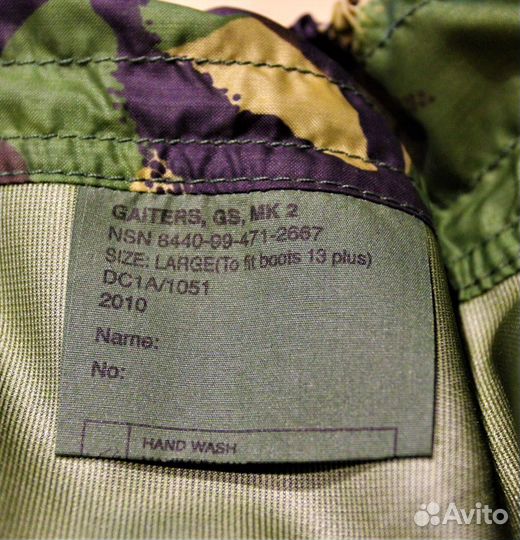 GAITERS, GS, MK 2
NSN 8440-99-471-2667
SIZE: LARGE(To fit boots 13 plus)
DC1A/1051
2010
Name:
No:
HAND WASH
Avito